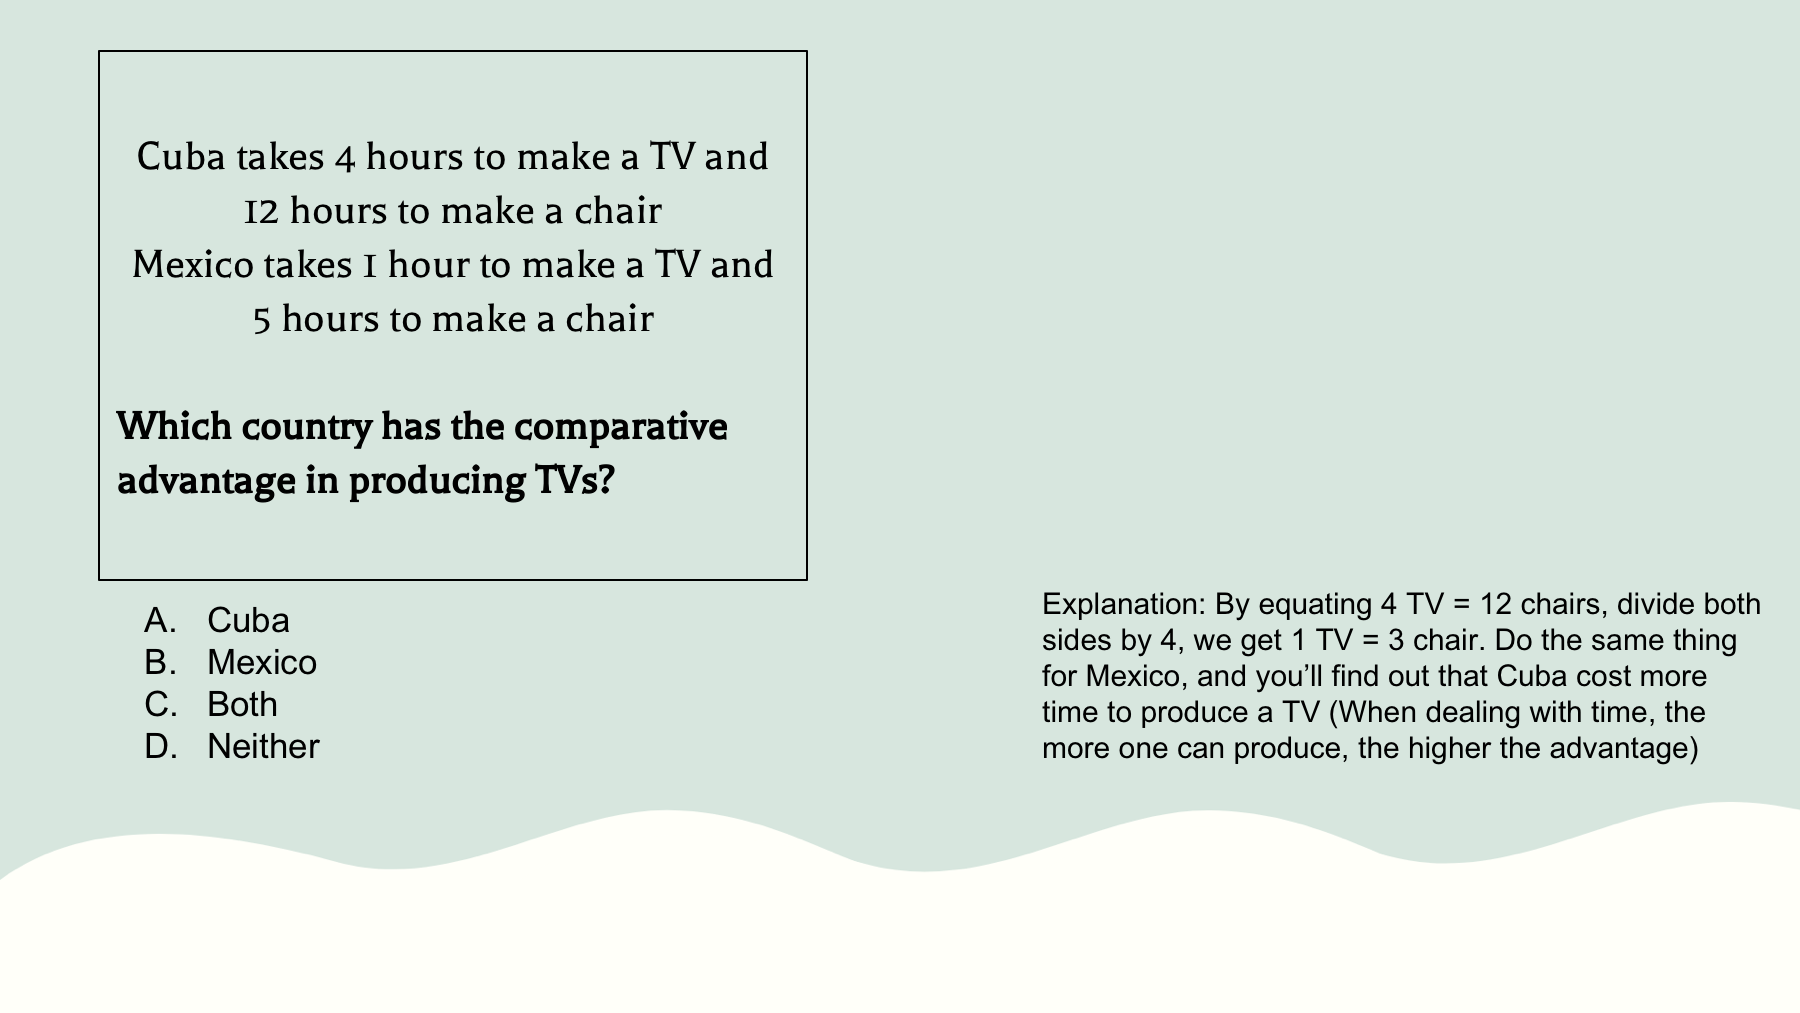 Cuba takes 4 hours to make a TV and
12 hours to make a chair
Mexico takes 1 hour to make a TV and
5 hours to make a chair
Which country has the comparative
advantage in producing TVs?
A. Cuba
B. Mexico
C. Both
D. Neither
Explanation: By equating 4 TV = 12 chairs, divide both
sides by 4, we get 1 TV = 3 chair. Do the same thing
for Mexico, and you’ll find out that Cuba cost more
time to produce a TV (When dealing with time, the
more one can produce, the higher the advantage)